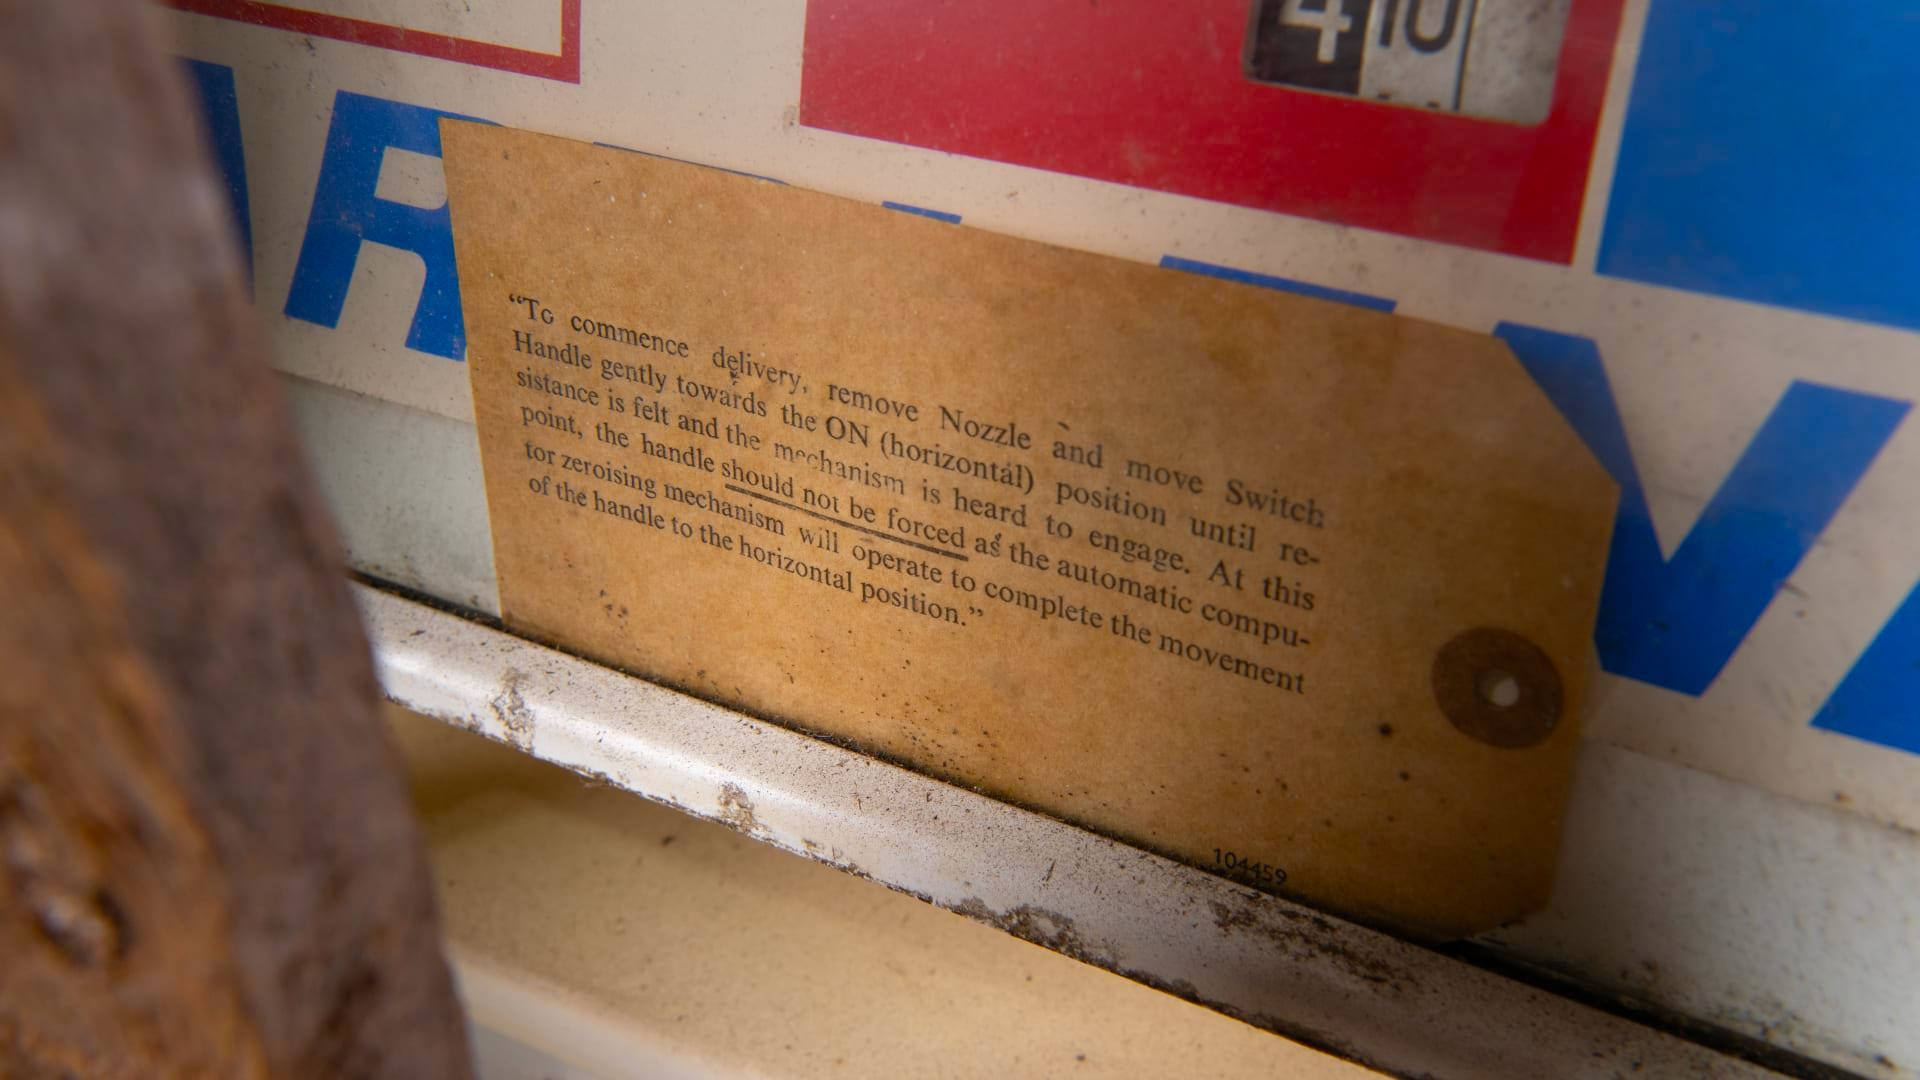 4 10
AR
“To commence delivery, remove Nozzle and move Switch
Handle gently towards the ON (horizontal) position until re-
sistance is felt and the mechanism is heard to engage. At this
point, the handle should not be forced as the automatic compu-
tor zeroising mechanism will operate to complete the movement
of the handle to the horizontal position.”
104459